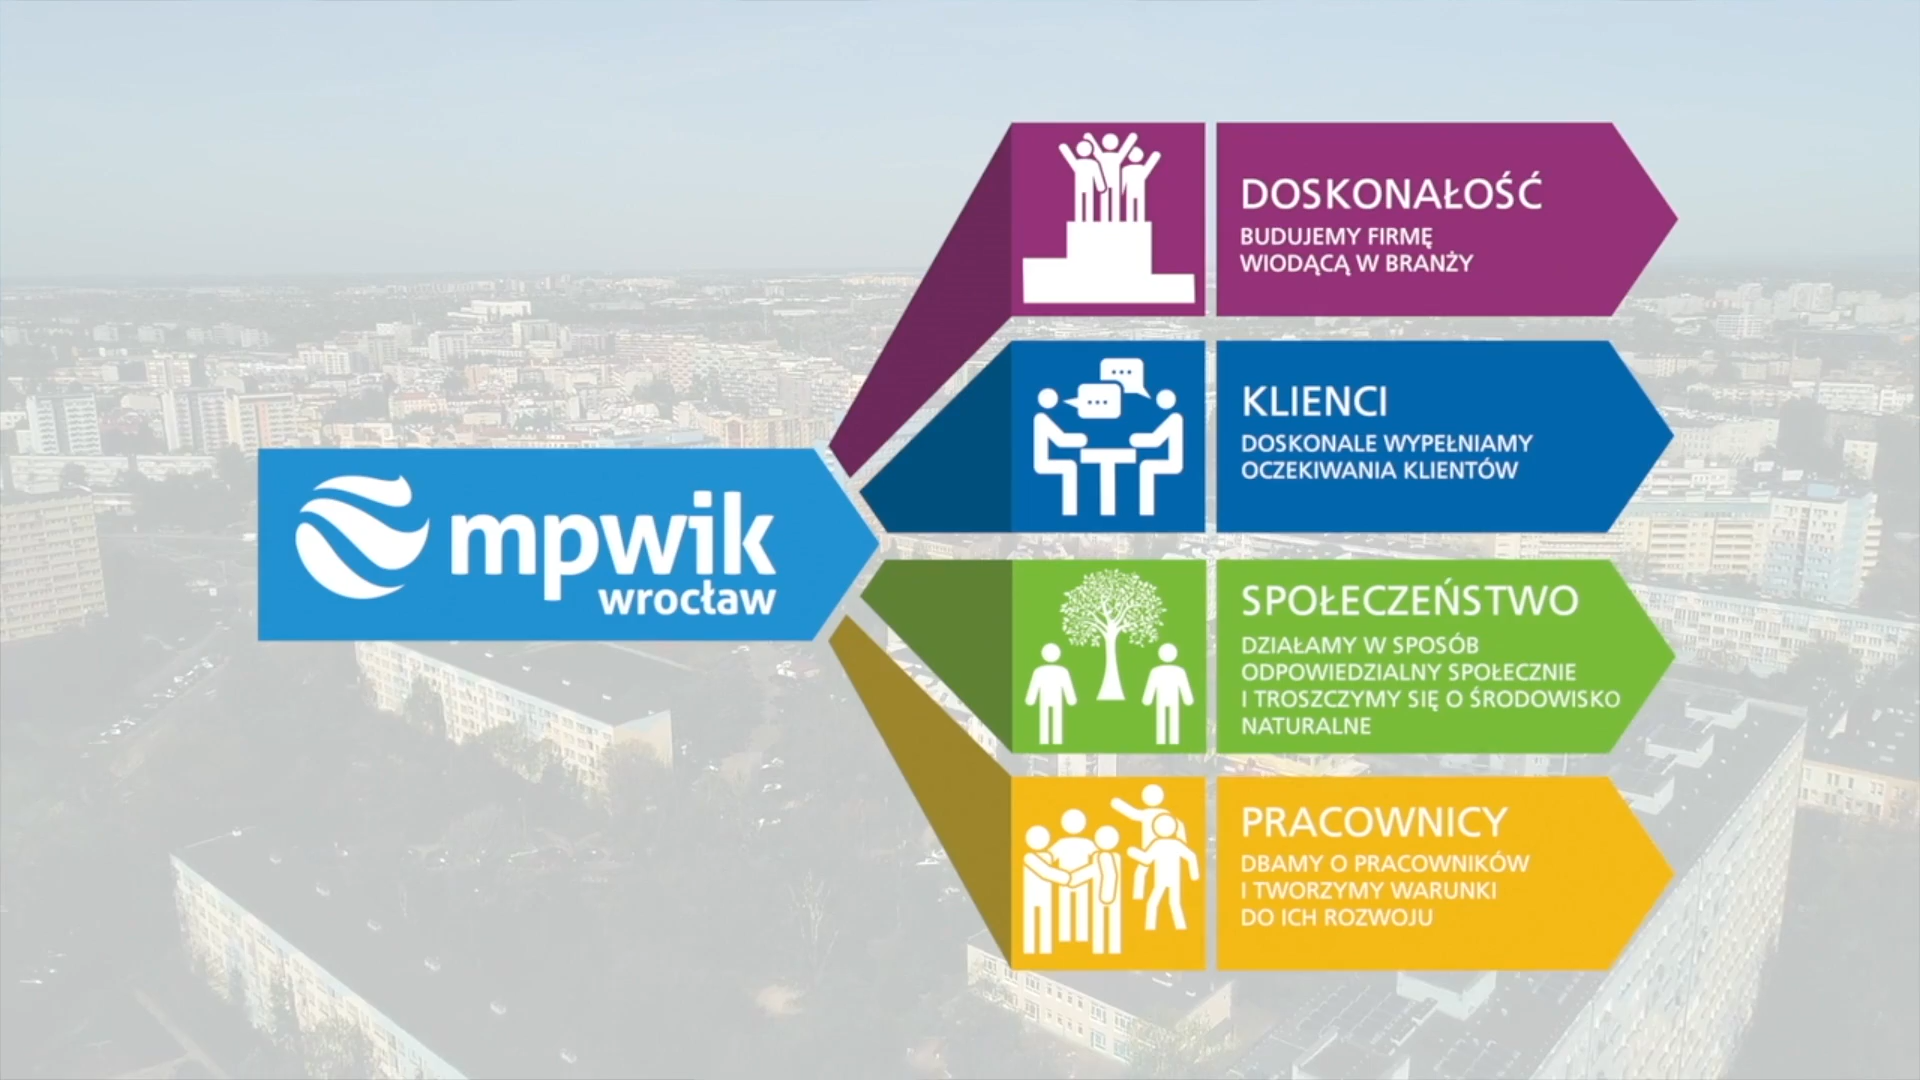 mpwik
wrocław
DOSKONAŁOŚĆ
BUDUJEMY FIRMĘ
WIODĄCĄ W BRANŻY
KLIENCI
DOSKONALE WYPEŁNIAMY
OCZEKIWANIA KLIENTÓW
SPOŁECZEŃSTWO
DZIAŁAMY W SPOSÓB
ODPOWIEDZIALNY SPOŁECZNIE
I TROSZCZYMY SIĘ O ŚRODOWISKO
NATURALNE
PRACOWNICY
DBAMY O PRACOWNIKÓW
I TWORZYMY WARUNKI
DO ICH ROZWOJU